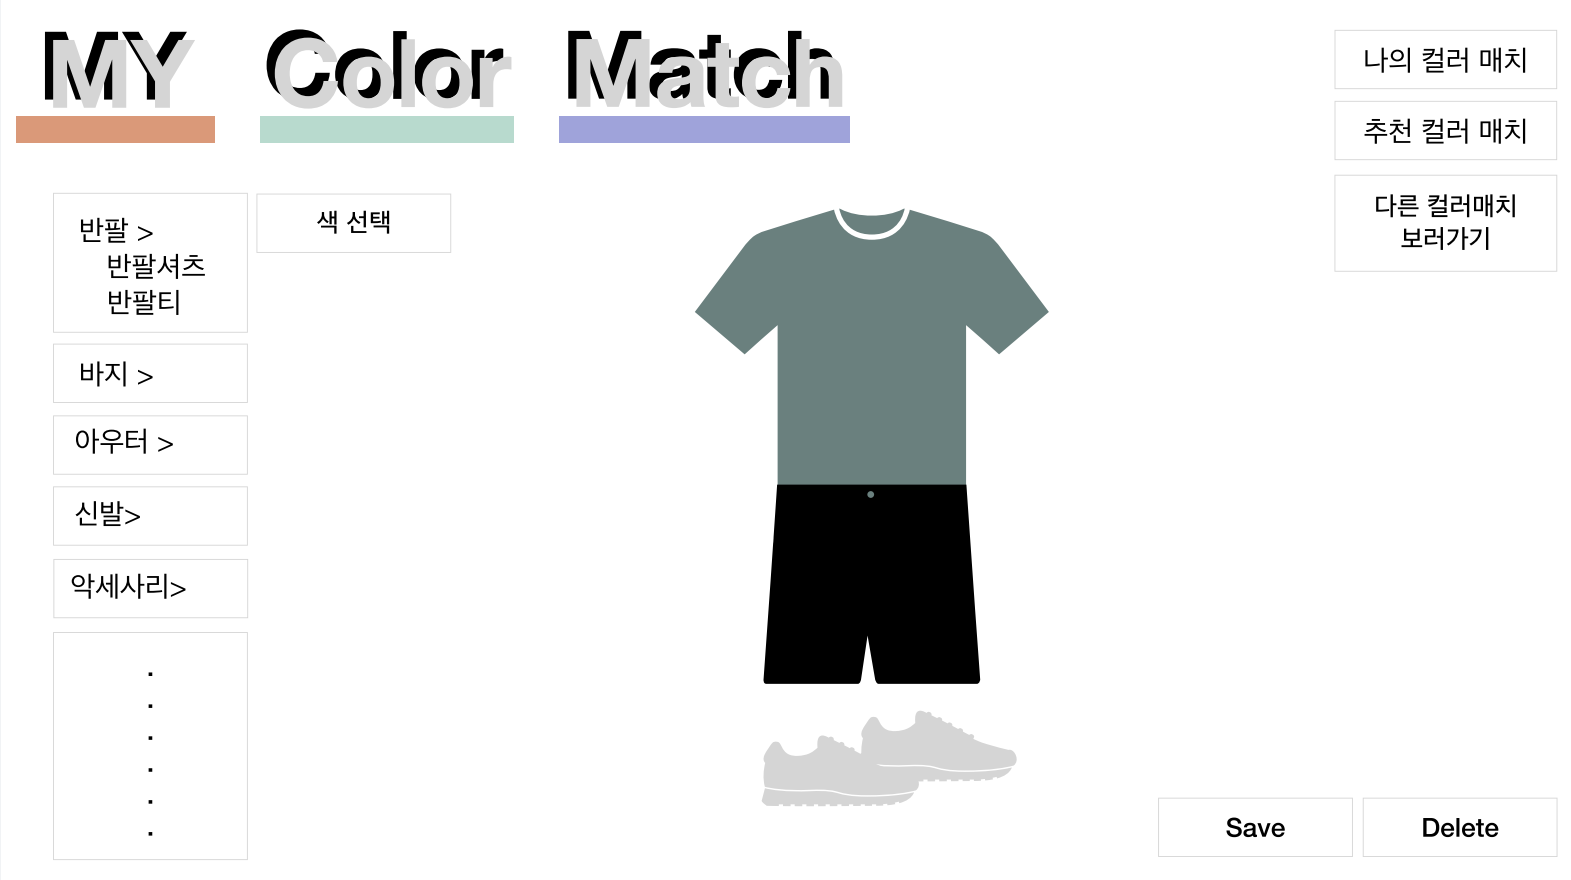 MY Color Match
나의 컬러 매치
추천 컬러 매치
다른 컬러매치
보러가기
반팔 >
반팔셔츠
반팔티
색 선택
바지 >
아우터 >
신발>
악세사리>
.
.
.
.
.
.
Save
Delete